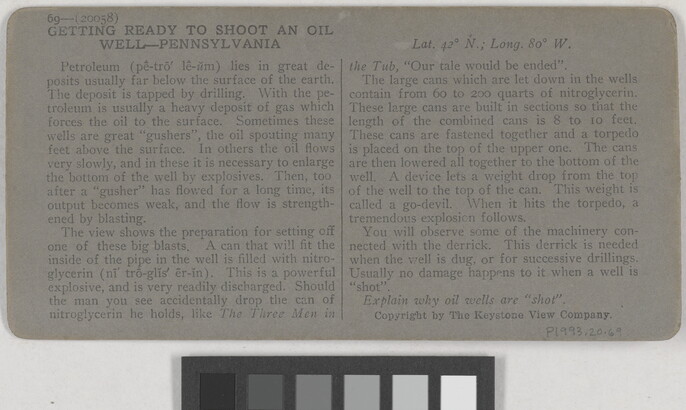 69—(20058)
GETTING READY TO SHOOT AN OIL
WELL—PENNSYLVANIA
Petroleum (pê-trō' lê-ŭm) lies in great de-
posits usually far below the surface of the earth.
The deposit is tapped by drilling. With the pe-
troleum is usually a heavy deposit of gas which
forces the oil to the surface. Sometimes these
wells are great "gushers", the oil spouting many
feet above the surface. In others the oil flows
very slowly, and in these it is necessary to enlarge
the bottom of the well by explosives. Then, too
after a "gusher" has flowed for a long time, its
output becomes weak, and the flow is strength-
ened by blasting.
The view shows the preparation for setting off
one of these big blasts. A can that will fit the
inside of the pipe in the well is filled with nitro-
glycerin (nī' trô-glĭs' ẽr-ĭn). This is a powerful
explosive, and is very readily discharged. Should
the man you see accidentally drop the can of
nitroglycerin he holds, like The Three Men in
Lat. 42° N.; Long. 80° W.
the Tub, "Our tale would be ended".
The large cans which are let down in the wells
contain from 60 to 200 quarts of nitroglycerin.
These large cans are built in sections so that the
length of the combined cans is 8 to 10 feet.
These cans are fastened together and a torpedo
is placed on the top of the upper one. The cans
are then lowered all together to the bottom of the
well. A device lets a weight drop from the top
of the well to the top of the can. This weight is
called a go-devil. When it hits the torpedo, a
tremendous explosion follows.
You will observe some of the machinery con-
nected with the derrick. This derrick is needed
when the well is dug, or for successive drillings.
Usually no damage happens to it when a well is
"shot".
Explain why oil wells are "shot".
Copyright by The Keystone View Company.
P1993.20.69